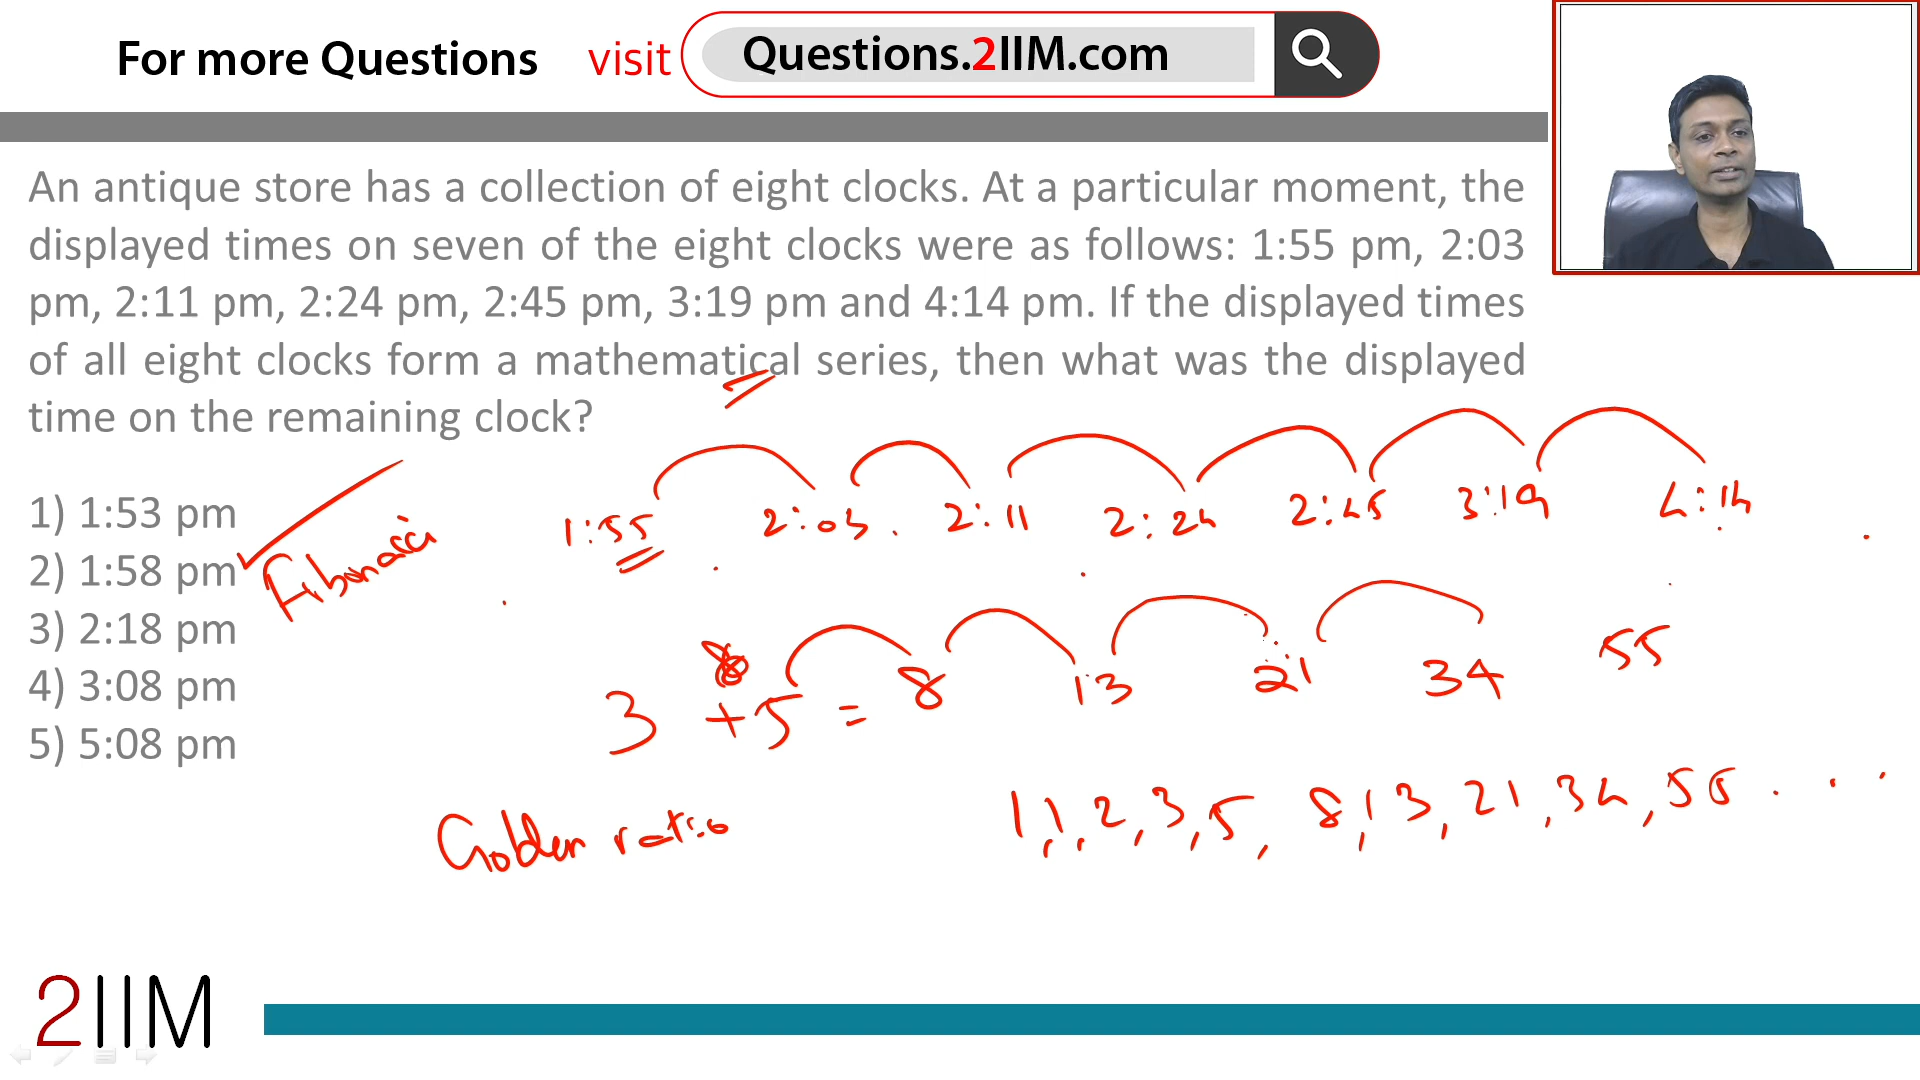 For more Questions visit Questions.2IIM.com
An antique store has a collection of eight clocks. At a particular moment, the
displayed times on seven of the eight clocks were as follows: 1:55 pm, 2:03
pm, 2:11 pm, 2:24 pm, 2:45 pm, 3:19 pm and 4:14 pm. If the displayed times
of all eight clocks form a mathematical series, then what was the displayed
time on the remaining clock?
1) 1:53 pm
2) 1:58 pm
3) 2:18 pm
4) 3:08 pm
5) 5:08 pm
Fibonacci
1:55 2:03 . 2:11 2:24 2:45 3:19 4:14
3 +5 = 8 13 21 34 55
1, 1, 2, 3, 5, 8, 13, 21, 34, 55 . . .
Golden ratio
2IIM